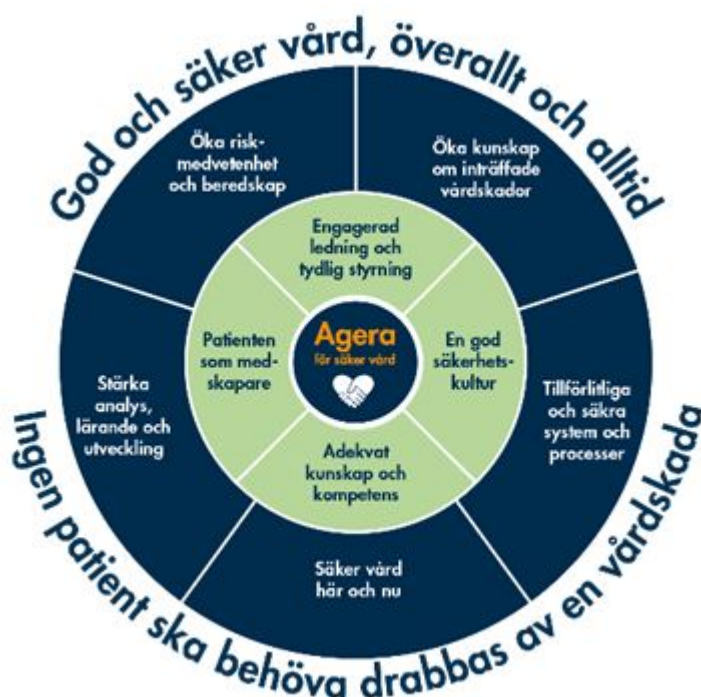 God och säker vård, överallt och alltid
Öka risk-
medvetenhet
och beredskap
Öka kunskap
om inträffade
vårdskador
Engagerad
ledning och
tydlig styrning
Patienten
som med-
skapare
Agera
för säker vård
En god
säkerhets-
kultur
Stärka
analys,
lärande och
utveckling
Tillförlitliga
och säkra
system och
processer
Adekvat
kunskap och
kompetens
Säker vård
här och nu
Ingen patient ska behöva drabbas av en vårdskada